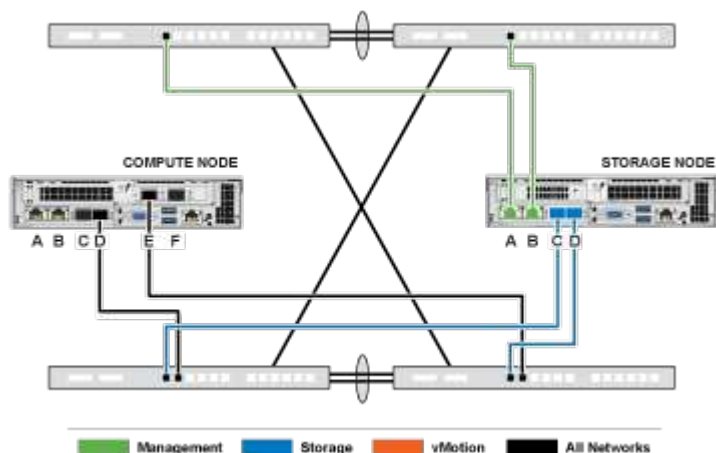 COMPUTE NODE
STORAGE NODE
A B C D E F
A B C D
Management Storage vMotion All Networks